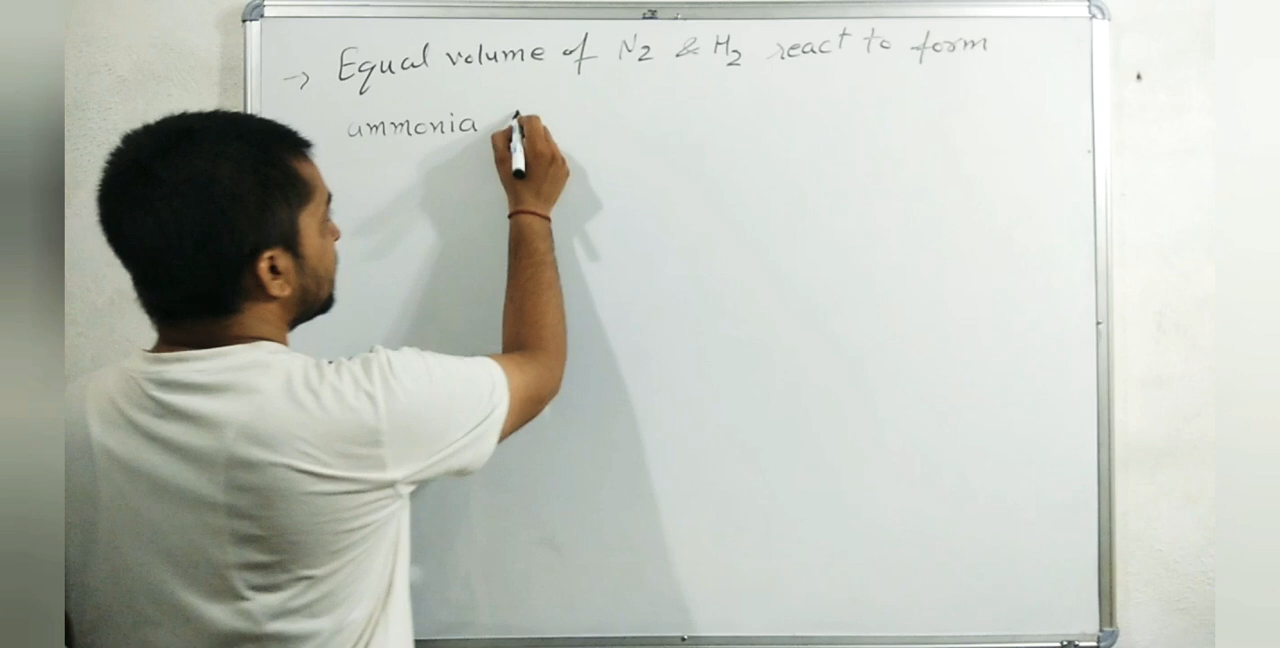 → Equal volume of N2 & H2 react to form
ammonia